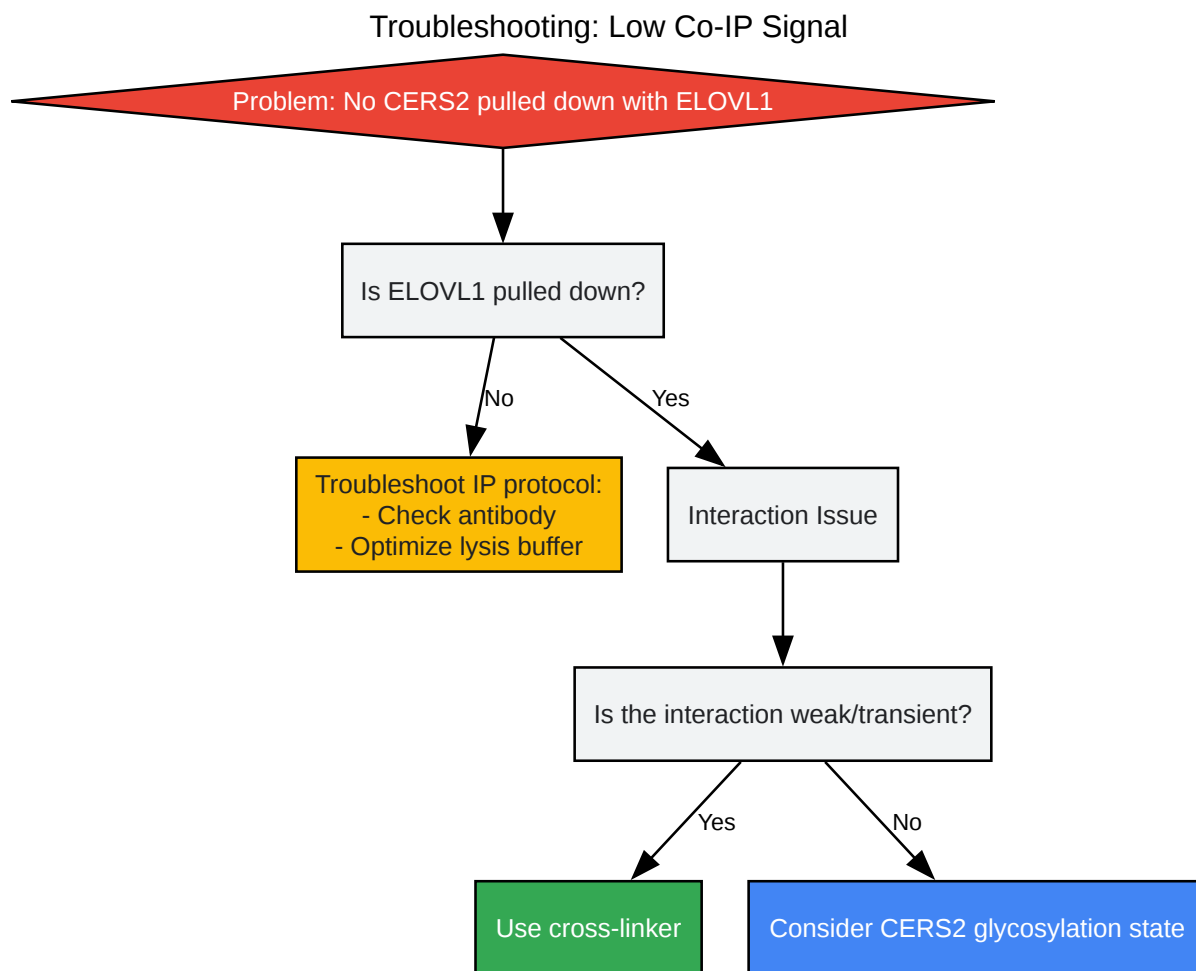 Troubleshooting: Low Co-IP Signal
Problem: No CERS2 pulled down with ELOVL1
Is ELOVL1 pulled down?
No
Yes
Troubleshoot IP protocol:
- Check antibody
- Optimize lysis buffer
Interaction Issue
Is the interaction weak/transient?
Yes
No
Use cross-linker
Consider CERS2 glycosylation state